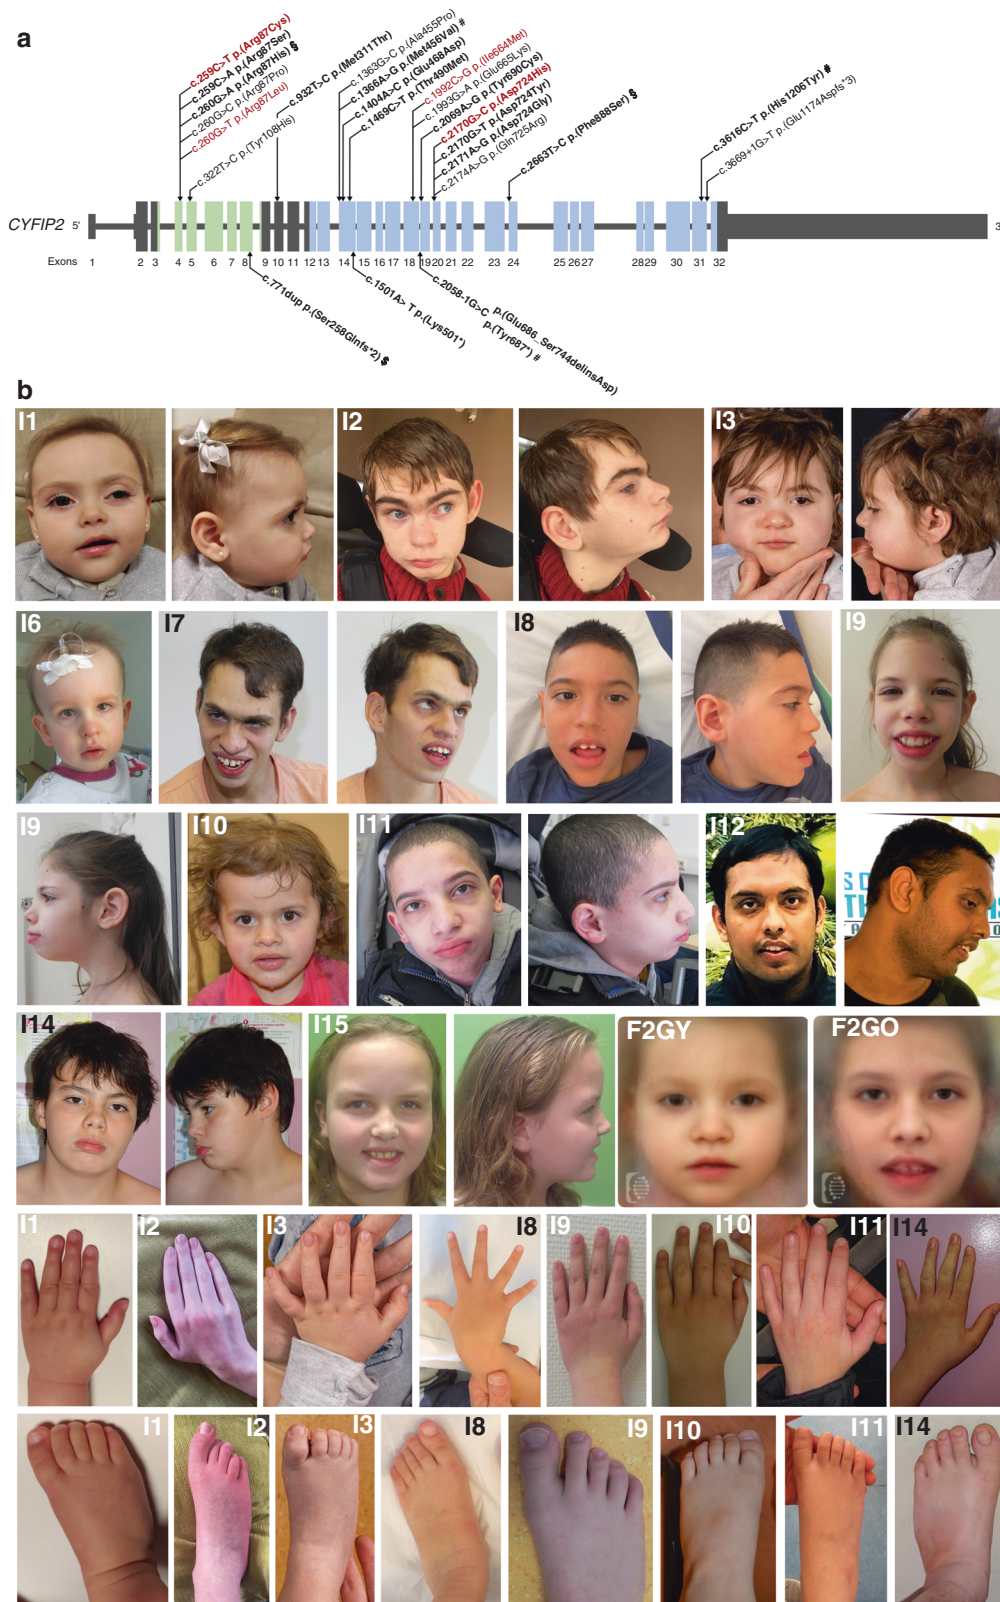 a
c.259C>T p.(Arg87Cys)
c.259C>A p.(Arg87Ser)
c.260G>A p.(Arg87His) $
c.260G>C p.(Arg87Pro)
c.260G>T p.(Arg87Leu)
c.322T>C p.(Tyr108His)
c.932T>C p.(Met311Thr)
c.1363G>C p.(Ala455Pro)
c.1366A>G p.(Met456Val) #
c.1404A>C p.(Glu468Asp)
c.1469C>T p.(Thr490Met)
c.1992C>G p.(Ile664Met)
c.1993G>A p.(Glu665Lys)
c.2069A>G p.(Tyr690Cys)
c.2170G>C p.(Asp724His)
c.2170G>T p.(Asp724Tyr)
c.2171A>G p.(Asp724Gly)
c.2174A>G p.(Gln725Arg)
c.2663T>C p.(Phe888Ser) $
c.3616C>T p.(His1206Tyr) #
c.3669+1G>T p.(Glu1174Aspfs*3)
CYFIP2 5' 3
Exons 1 2 3 4 5 6 7 8 9 10 11 12 13 14 15 16 17 18 19 20 21 22 23 24 25 26 27 28 29 30 31 32
c.771dup p.(Ser258Glnfs*2) $
c.1501A> T p.(Lys501*)
c.2058-1G>C p.(Glu686_Ser744delinsAsp)
p.(Tyr687*) #
b
I1 I2 I3
I6 I7 I8 I9
I9 I10 I11 I12
I14 I15 F2GY F2GO
I1 I2 I3 I8 I9 I10 I11 I14
I1 I2 I3 I8 I9 I10 I11 I14